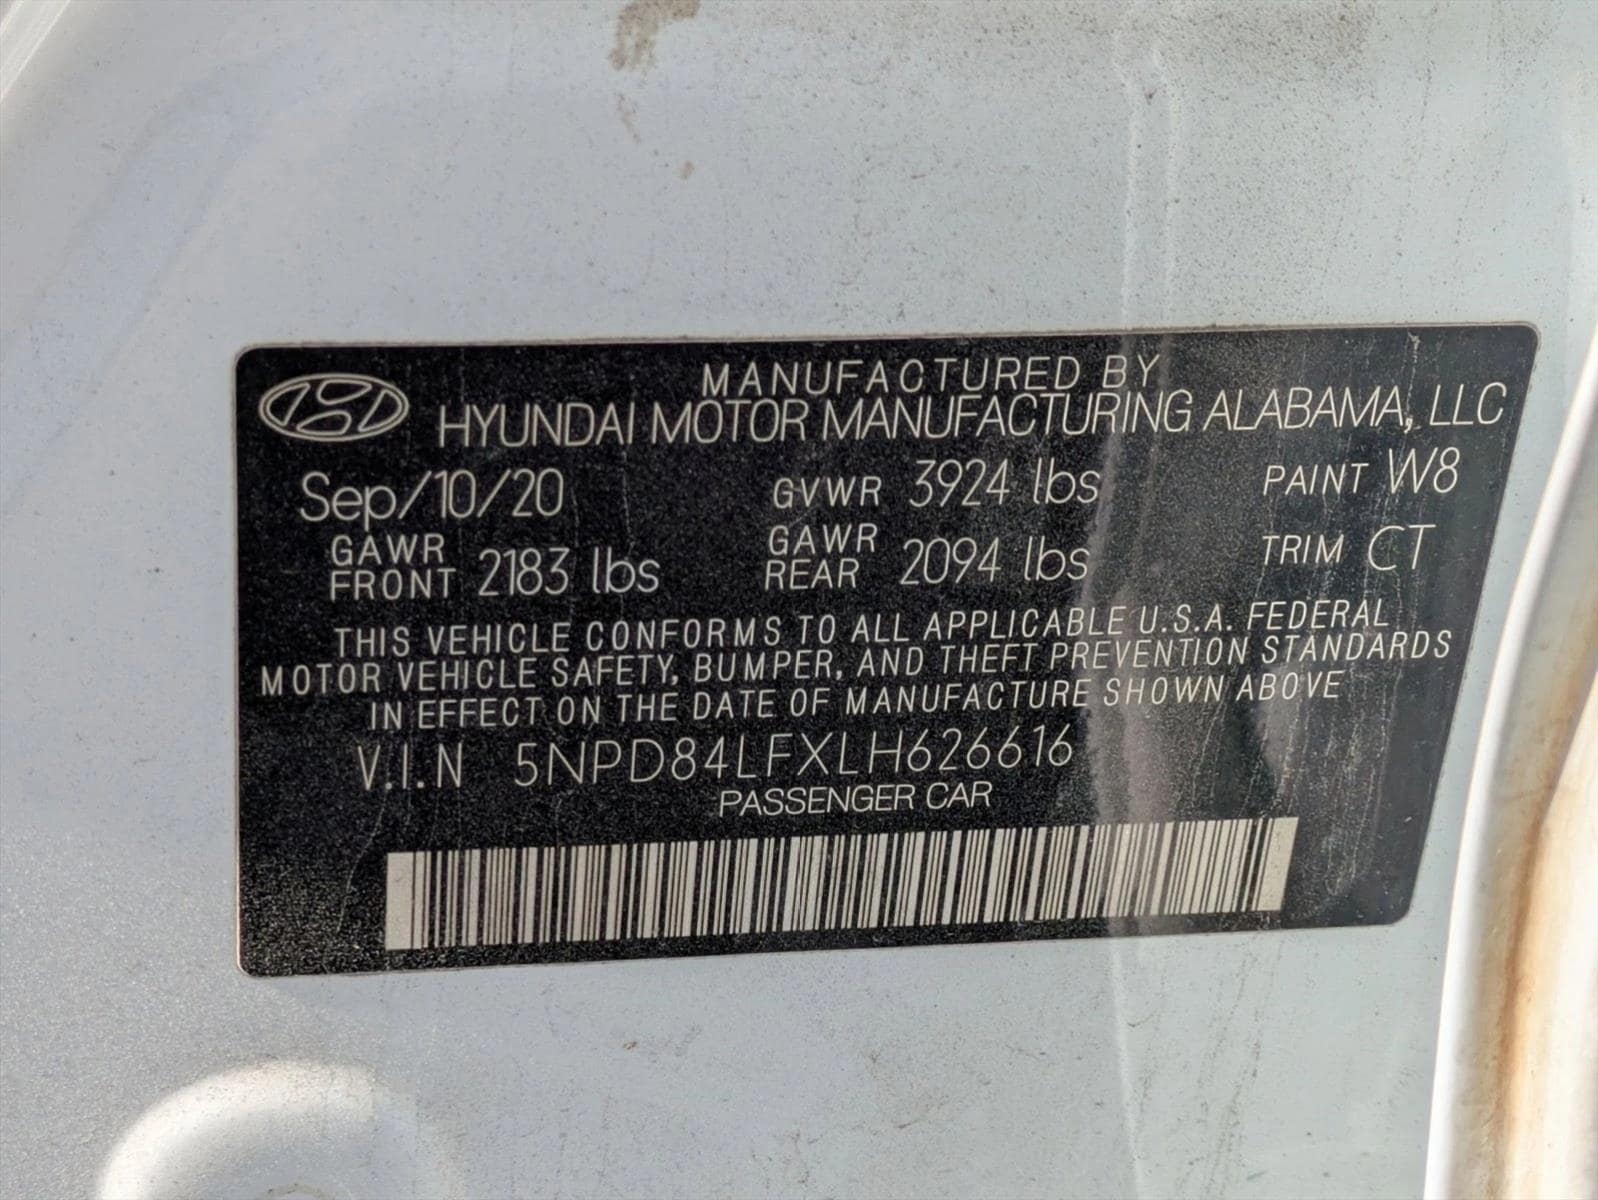 MANUFACTURED BY
HYUNDAI MOTOR MANUFACTURING ALABAMA, LLC
Sep/10/20 GVWR 3924 lbs PAINT W8
GAWR FRONT 2183 lbs GAWR REAR 2094 lbs TRIM CT
THIS VEHICLE CONFORMS TO ALL APPLICABLE U.S.A. FEDERAL
MOTOR VEHICLE SAFETY, BUMPER, AND THEFT PREVENTION STANDARDS
IN EFFECT ON THE DATE OF MANUFACTURE SHOWN ABOVE
V.I.N 5NPD84LFXLH626616
PASSENGER CAR